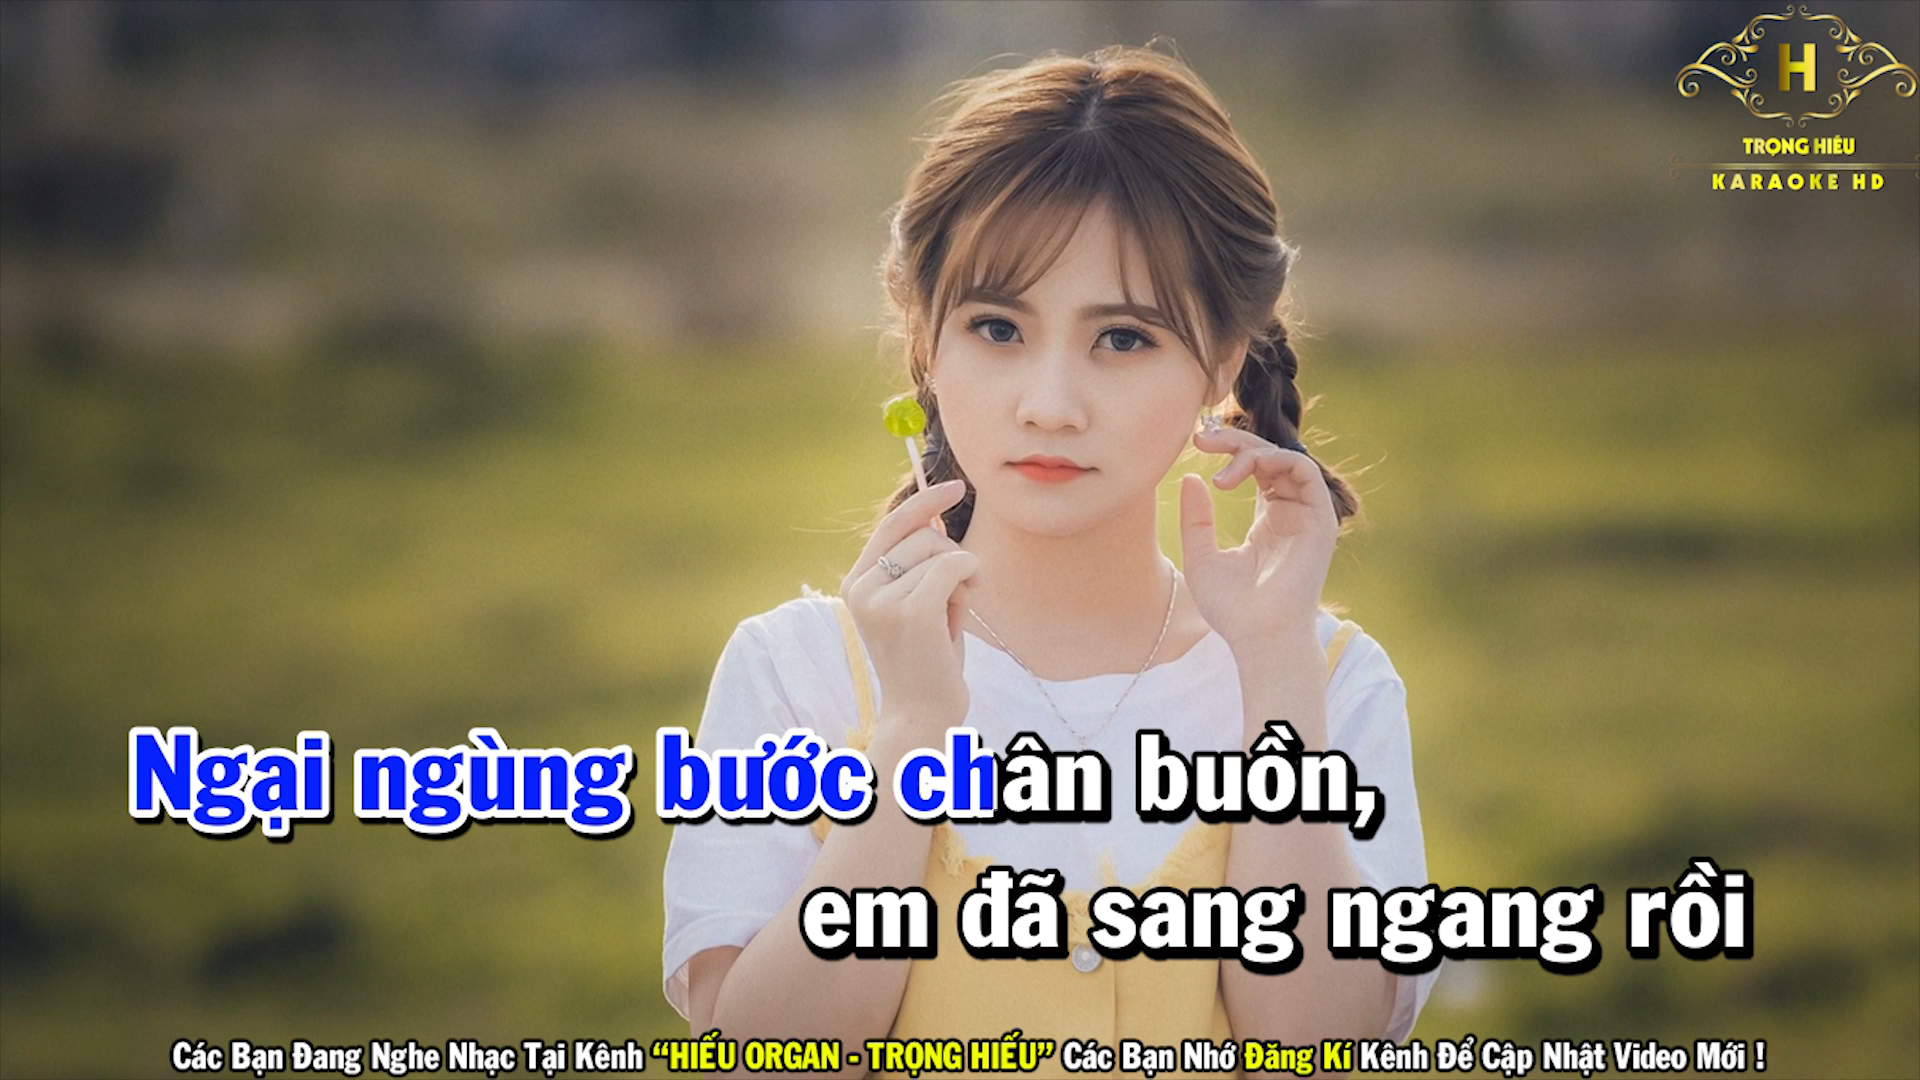 H
TRỌNG HIẾU
KARAOKE HD
Ngại ngùng bước chân buồn,
em đã sang ngang rồi
Các Bạn Đang Nghe Nhạc Tại Kênh “HIẾU ORGAN - TRỌNG HIẾU” Các Bạn Nhớ Đăng Kí Kênh Để Cập Nhật Video Mới !